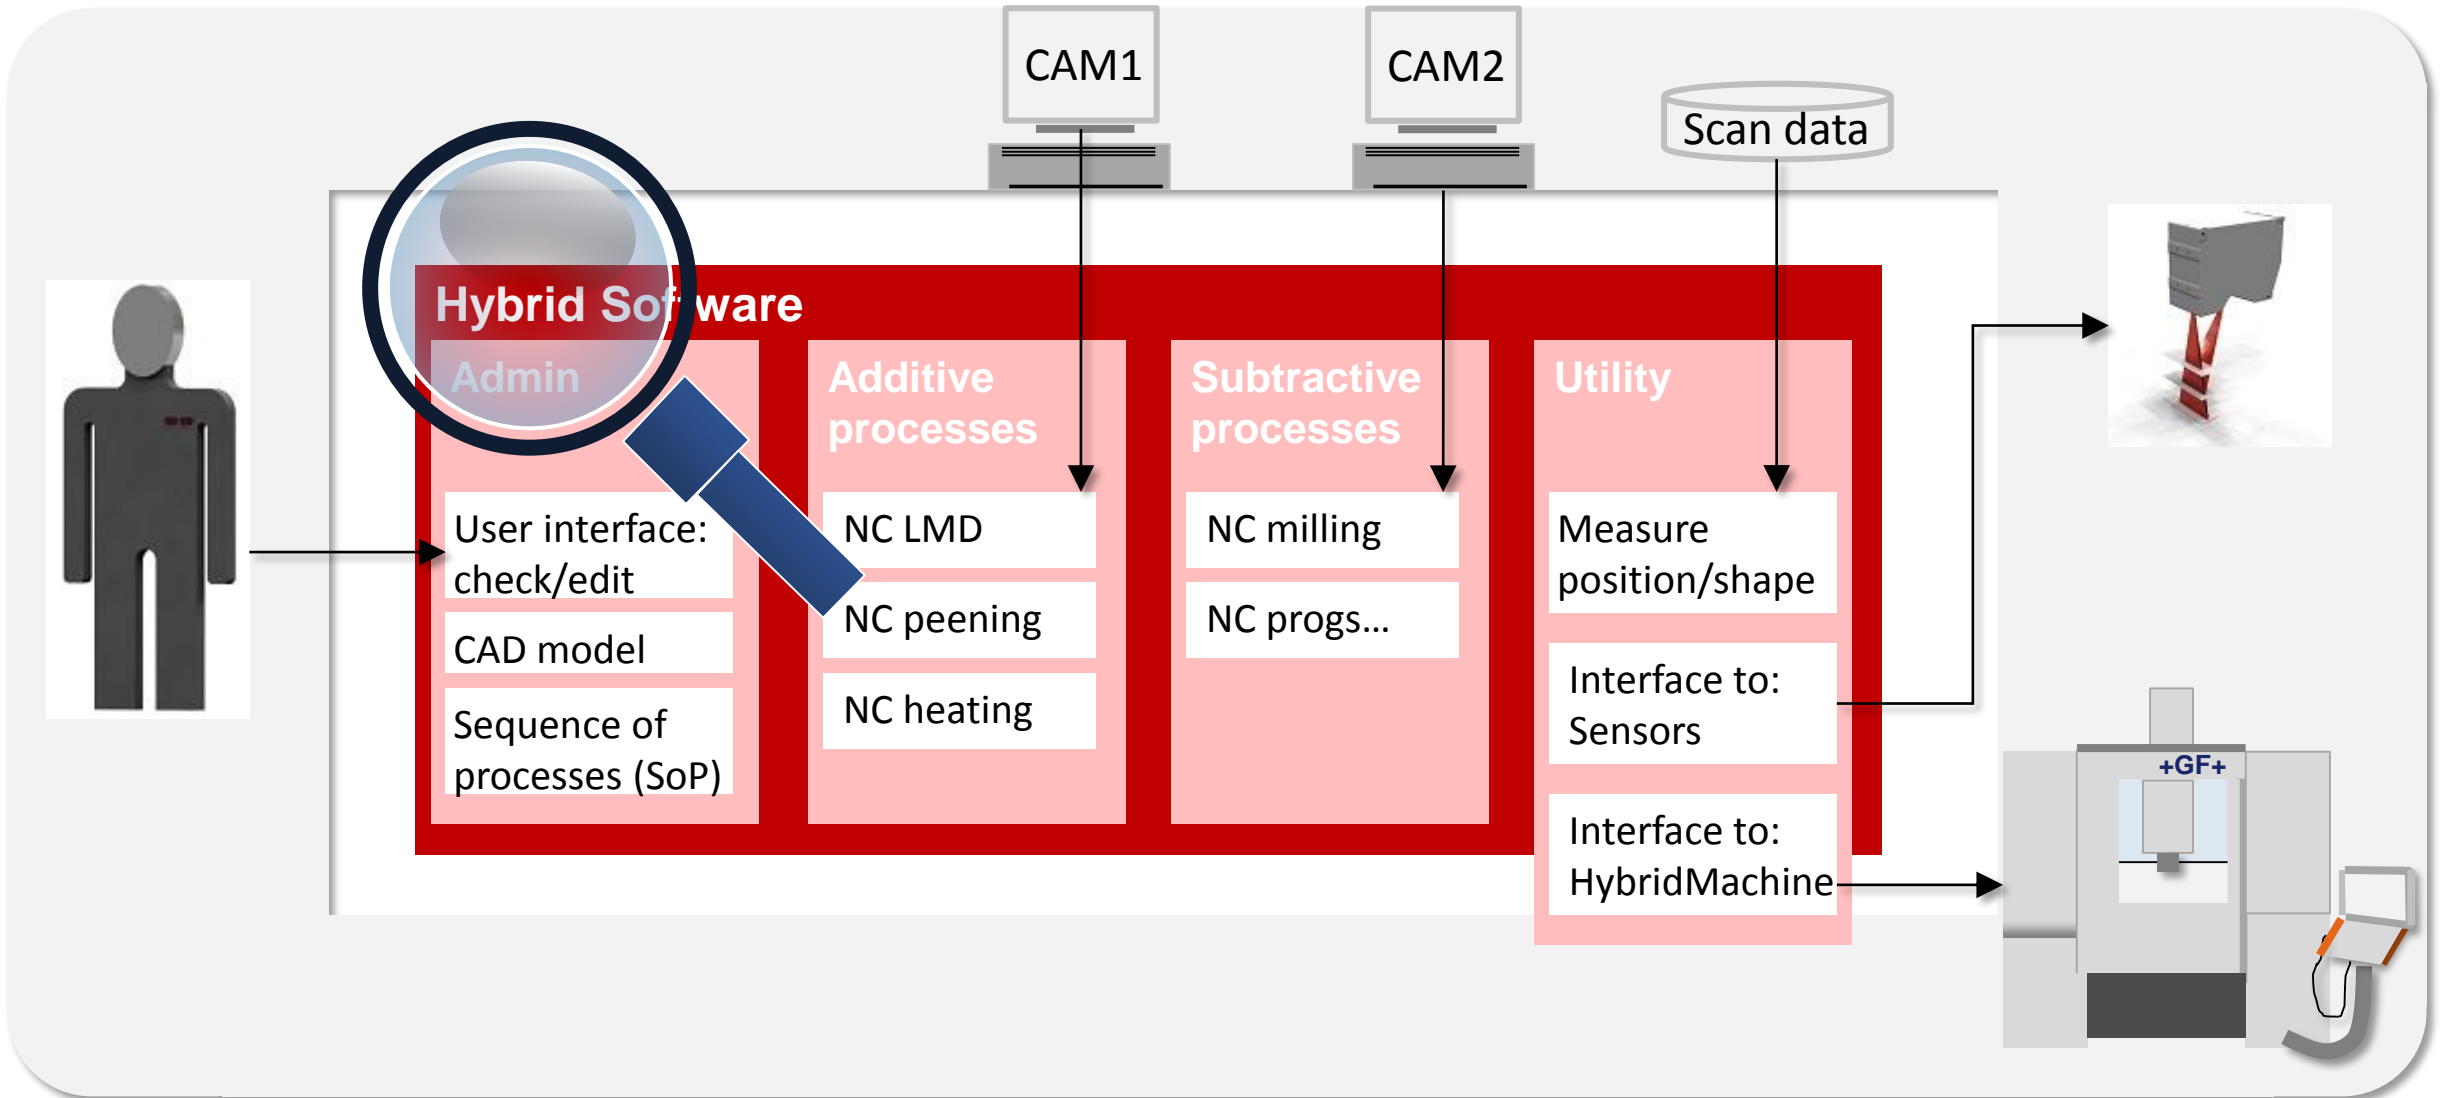 CAM1
CAM2
Scan data
Hybrid Software
Admin
User interface:
check/edit
CAD model
Sequence of
processes (SoP)
Additive
processes
NC LMD
NC peening
NC heating
Subtractive
processes
NC milling
NC progs...
Utility
Measure
position/shape
Interface to:
Sensors
Interface to:
HybridMachine
+GF+